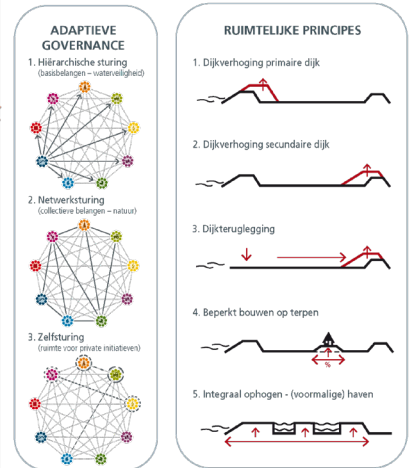 ADAPTIEVE
GOVERNANCE
1. Hiërarchische sturing
(basisbelangen – waterveiligheid)
2. Netwerksturing
(collectieve belangen – natuur)
3. Zelfsturing
(ruimte voor private initiatieven)
RUIMTELIJKE PRINCIPES
1. Dijkverhoging primaire dijk
2. Dijkverhoging secundaire dijk
3. Dijkteruglegging
4. Beperkt bouwen op terpen
%
5. Integraal ophogen - (voormalige) haven